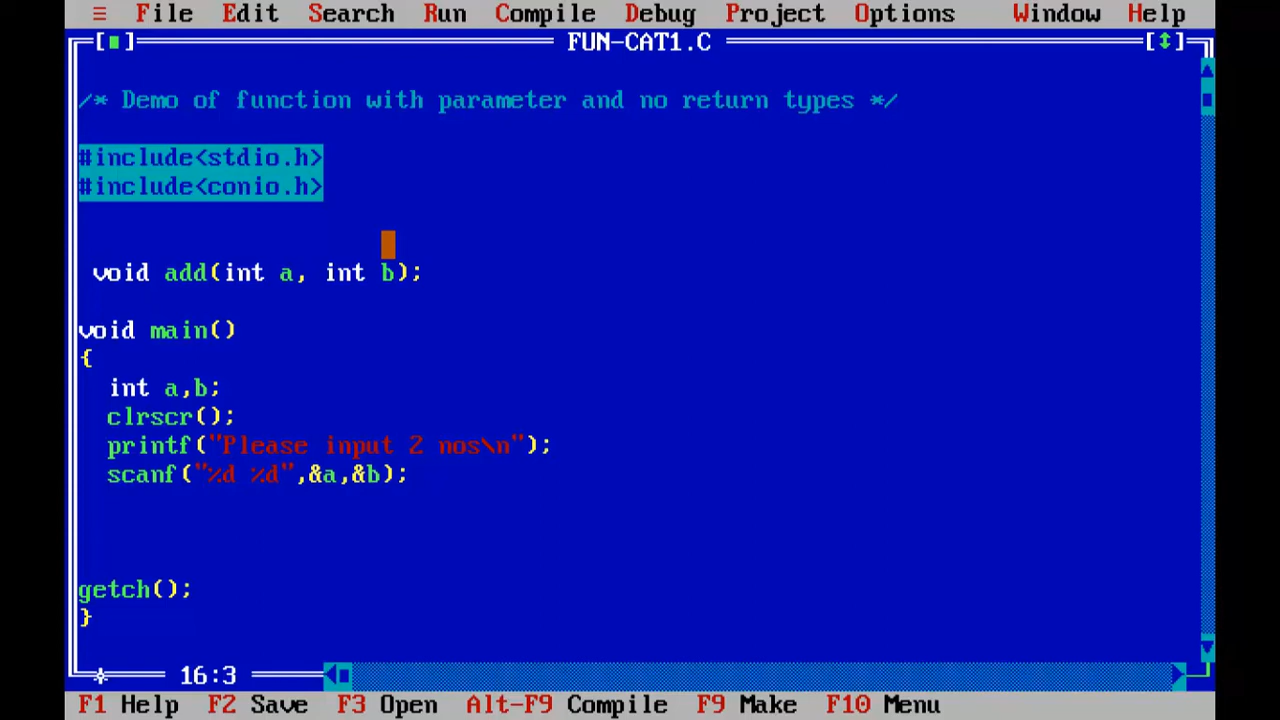 ≡ File Edit Search Run Compile Debug Project Options Window Help
[■] FUN-CAT1.C [↕]
/* Demo of function with parameter and no return types */
#include<stdio.h>
#include<conio.h>
void add(int a, int b);
void main()
{
int a,b;
clrscr();
printf("Please input 2 nos\n");
scanf("%d %d",&a,&b);
getch();
}
16:3
F1 Help F2 Save F3 Open Alt-F9 Compile F9 Make F10 Menu